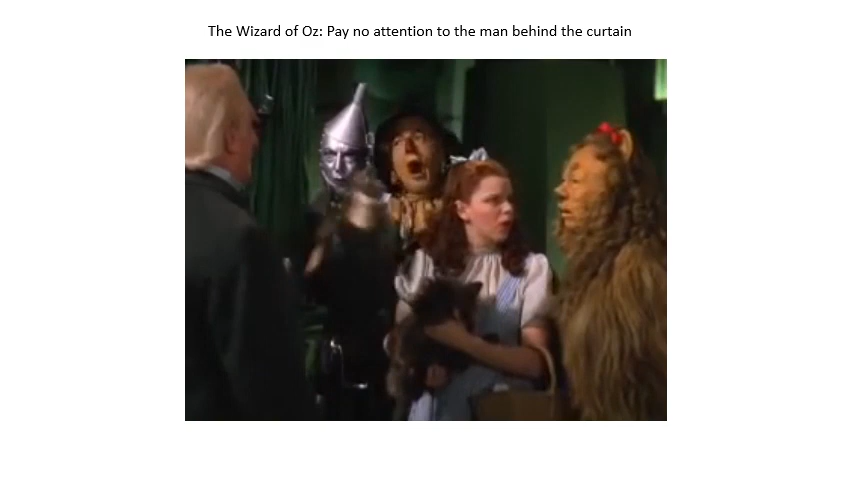 The Wizard of Oz: Pay no attention to the man behind the curtain